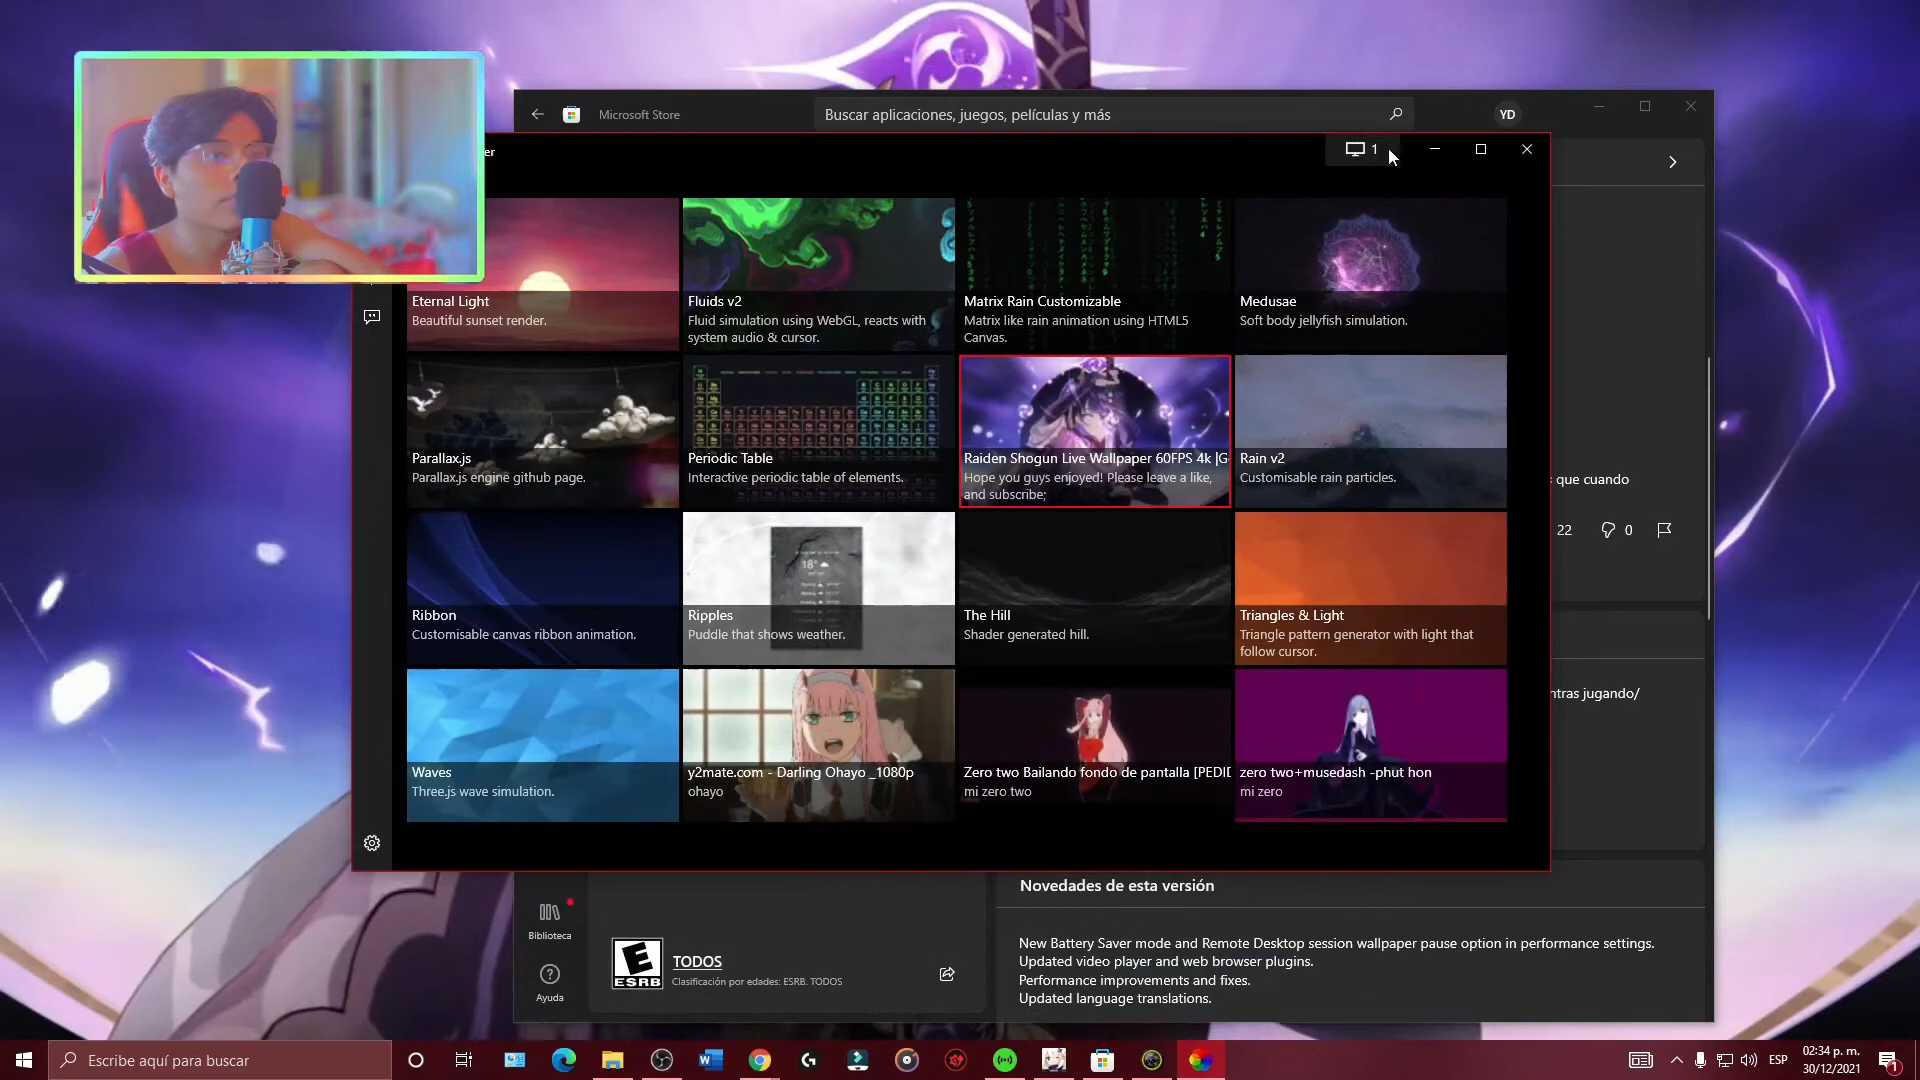 Microsoft Store
Buscar aplicaciones, juegos, películas y más
YD
er
1
Eternal Light
Beautiful sunset render.
Fluids v2
Fluid simulation using WebGL, reacts with
system audio & cursor.
Matrix Rain Customizable
Matrix like rain animation using HTML5
Canvas.
Medusae
Soft body jellyfish simulation.
Parallax.js
Parallax.js engine github page.
Periodic Table
Interactive periodic table of elements.
Raiden Shogun Live Wallpaper 60FPS 4k |G
Hope you guys enjoyed! Please leave a like,
and subscribe;
Rain v2
Customisable rain particles.
que cuando
22
0
Ribbon
Customisable canvas ribbon animation.
18°
Ripples
Puddle that shows weather.
The Hill
Shader generated hill.
Triangles & Light
Triangle pattern generator with light that
follow cursor.
ntras jugando/
Waves
Three.js wave simulation.
y2mate.com - Darling Ohayo _1080p
ohayo
Zero two Bailando fondo de pantalla [PEDI
mi zero two
zero two+musedash -phut hon
mi zero
Novedades de esta versión
New Battery Saver mode and Remote Desktop session wallpaper pause option in performance settings.
Updated video player and web browser plugins.
Performance improvements and fixes.
Updated language translations.
Biblioteca
Ayuda
E
ESRB
TODOS
Clasificación por edades: ESRB. TODOS
Escribe aquí para buscar
ESP
02:34 p. m.
30/12/2021
1